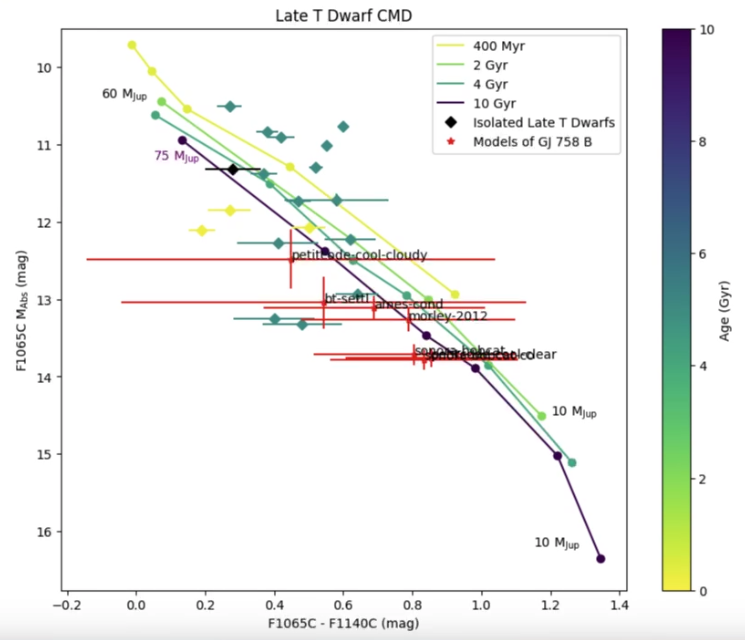 Late T Dwarf CMD
400 Myr
2 Gyr
4 Gyr
10 Gyr
Isolated Late T Dwarfs
Models of GJ 758 B
60 MJup
75 MJup
petitcode-cool-cloudy
bt-settl
ames-cond
morley-2012
sonora-bobcat
clear
10 MJup
10 MJup
10
11
12
13
14
15
16
F1065C MAbs (mag)
−0.2 0.0 0.2 0.4 0.6 0.8 1.0 1.2 1.4
F1065C - F1140C (mag)
10
8
6
4
2
0
Age (Gyr)